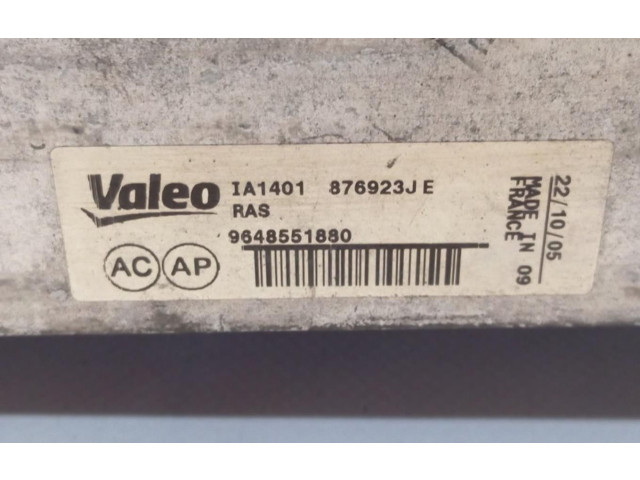 Valeo
IA1401 876923J E
RAS
9648551880
AC AP
22/10/05
MADE IN 09
FRANCE